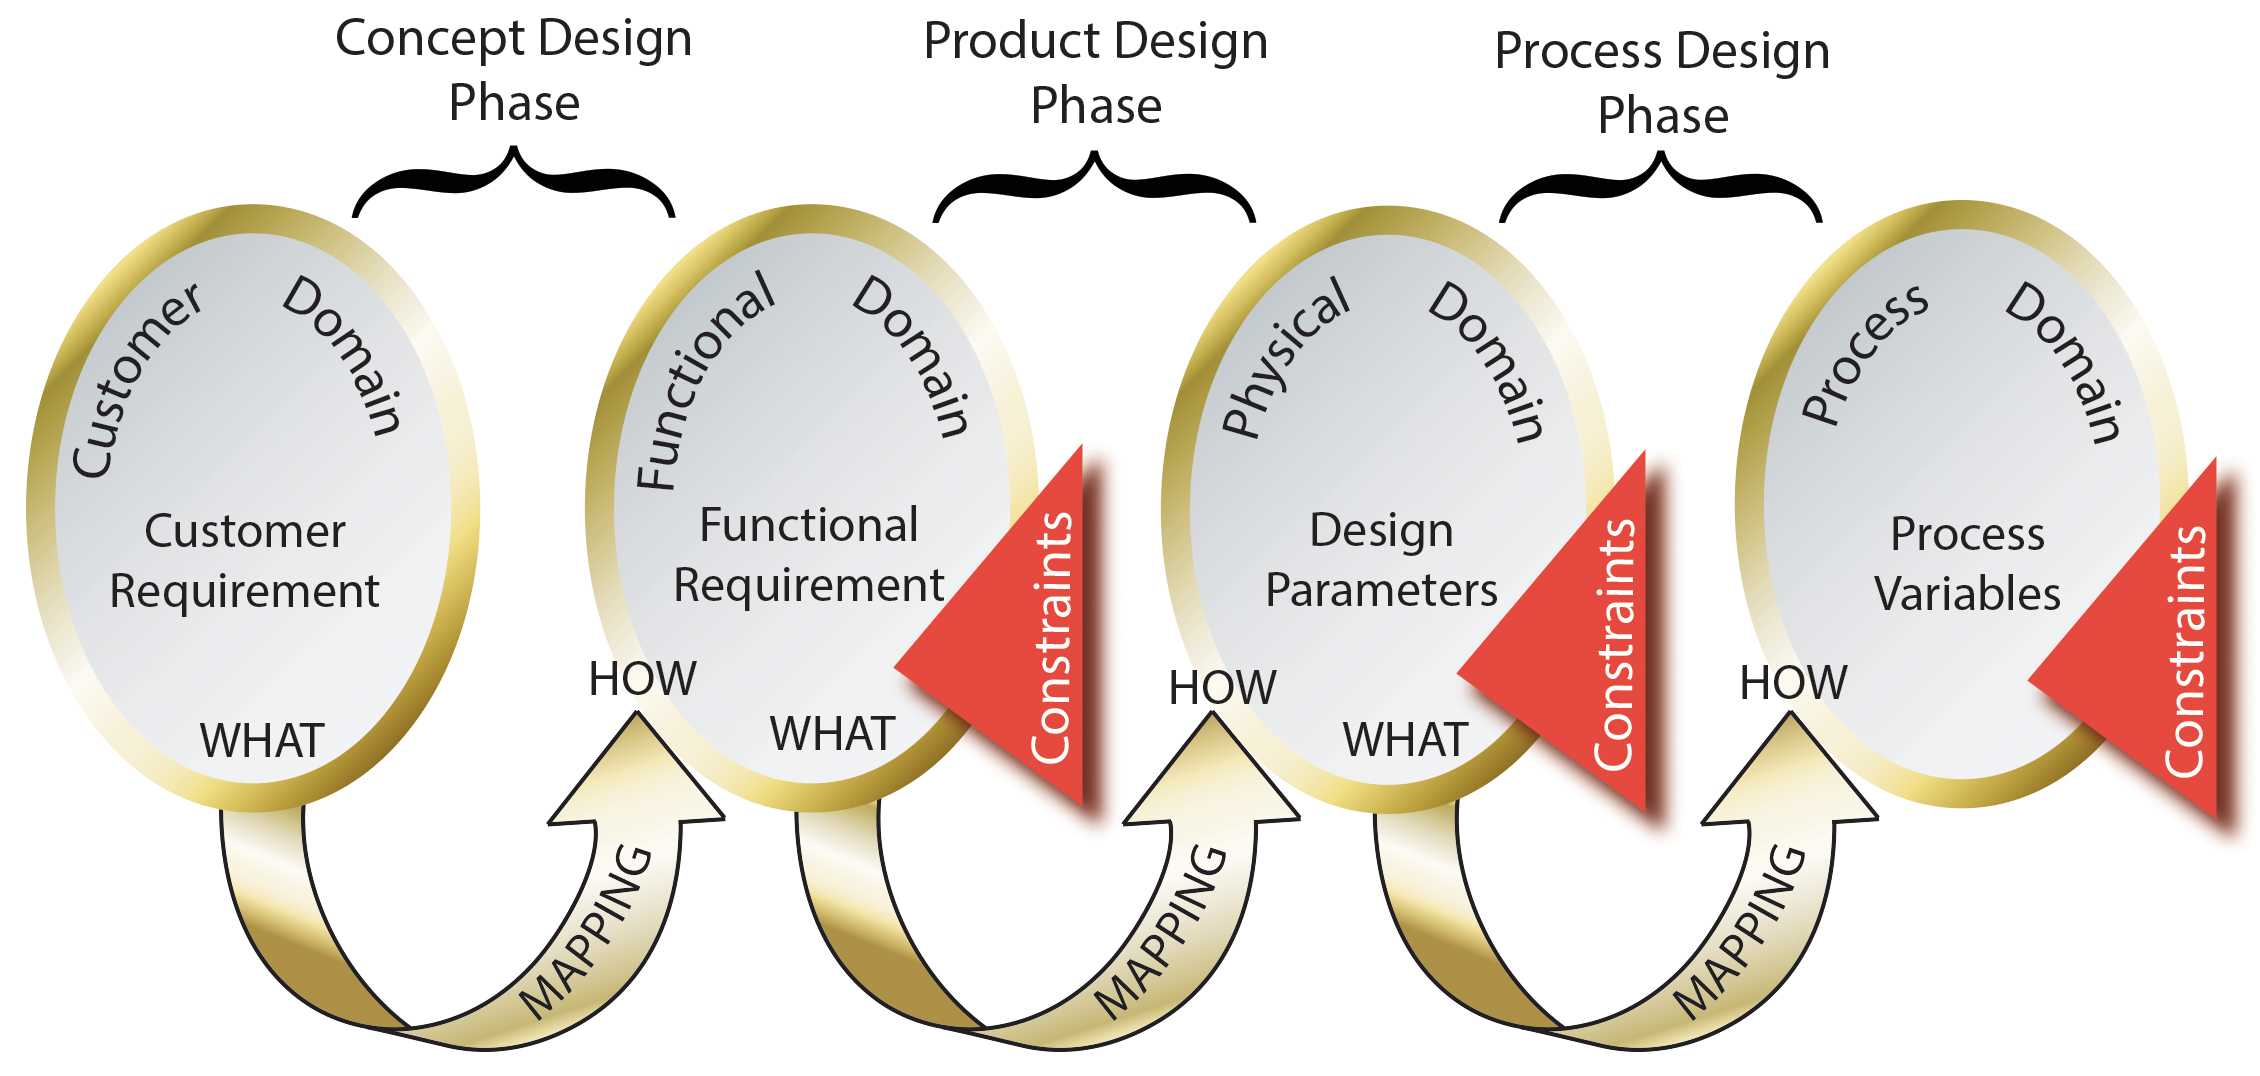 Concept Design
Phase
Product Design
Phase
Process Design
Phase
Customer Domain
Customer
Requirement
WHAT
MAPPING
HOW
Functional Domain
Functional
Requirement
WHAT
Constraints
MAPPING
HOW
Physical Domain
Design
Parameters
WHAT
Constraints
MAPPING
HOW
Process Domain
Process
Variables
Constraints